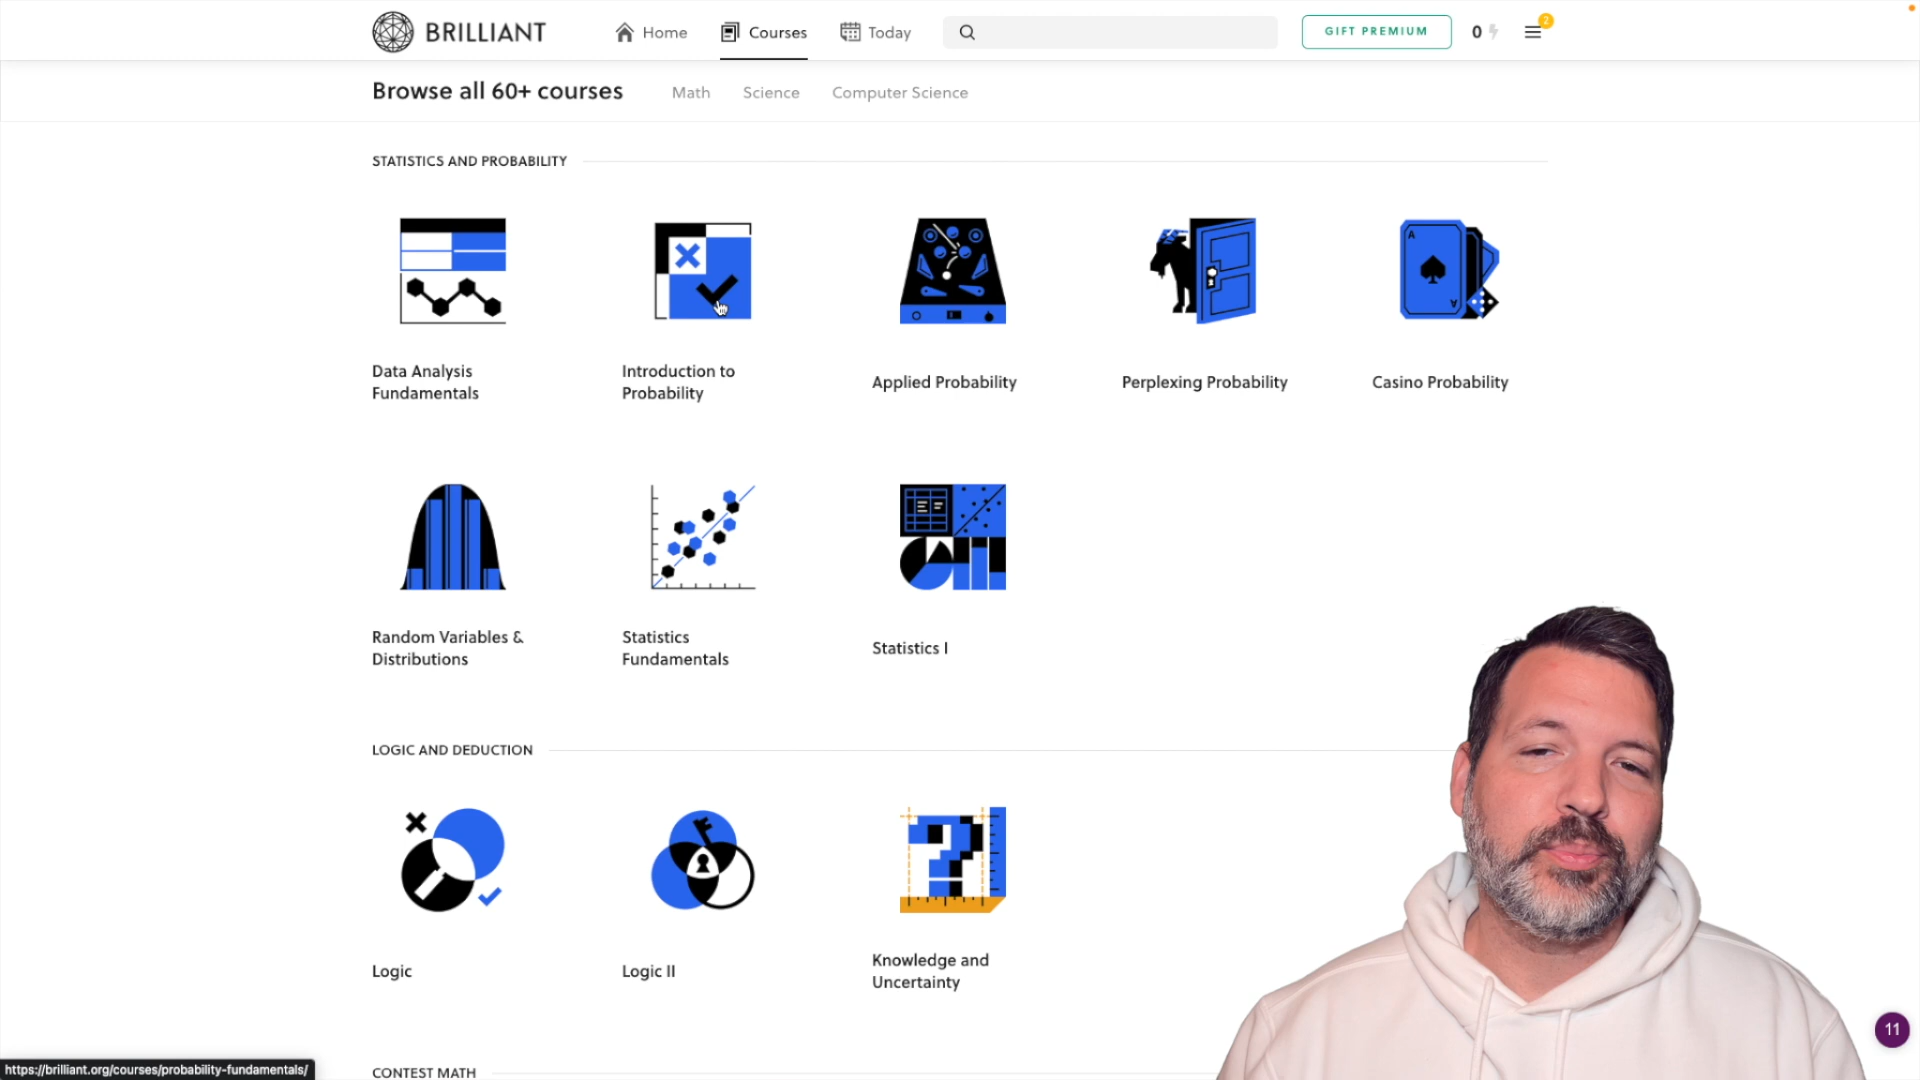 BRILLIANT
Home
Courses
Today
GIFT PREMIUM
0
2
Browse all 60+ courses
Math
Science
Computer Science
STATISTICS AND PROBABILITY
A
A
Data Analysis
Fundamentals
Introduction to
Probability
Applied Probability
Perplexing Probability
Casino Probability
Random Variables &
Distributions
Statistics
Fundamentals
Statistics I
LOGIC AND DEDUCTION
?
Logic
Logic II
Knowledge and
Uncertainty
11
https://brilliant.org/courses/probability-fundamentals/
CONTEST MATH